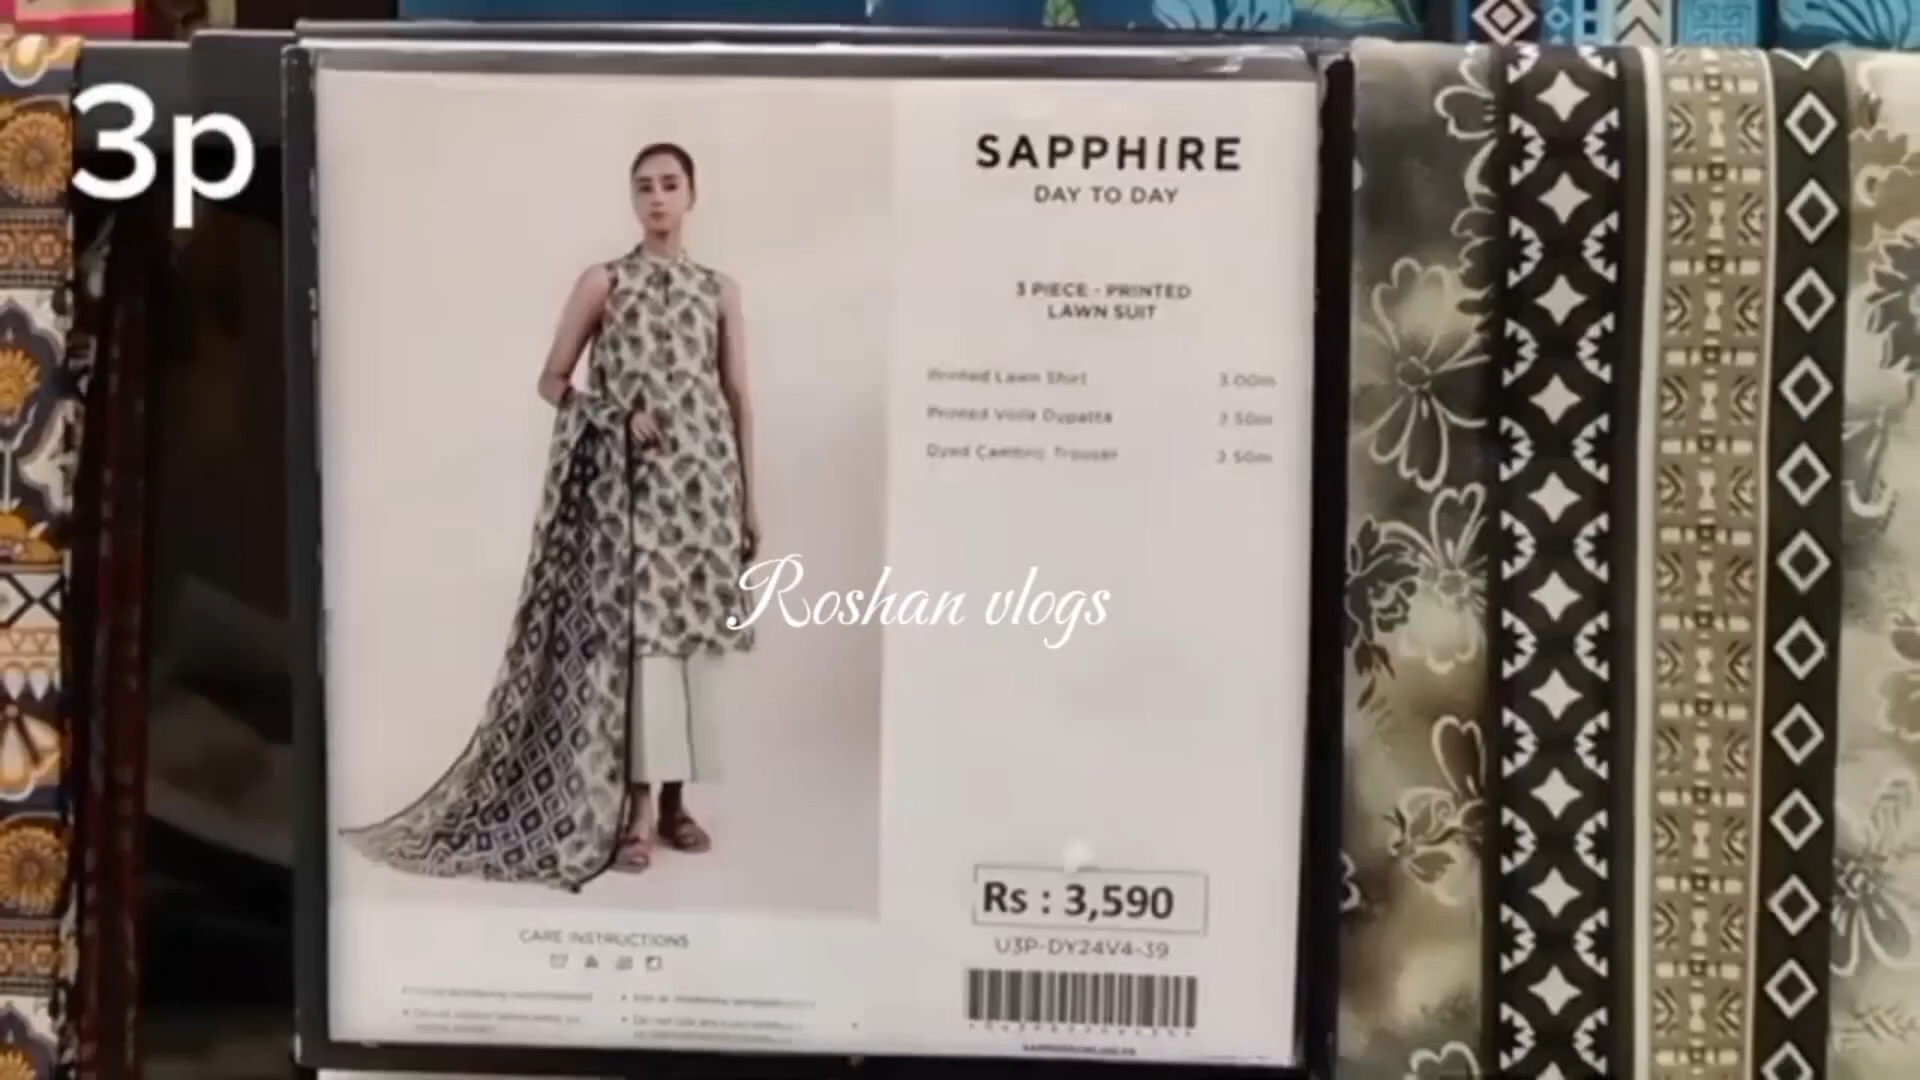 3p
SAPPHIRE
DAY TO DAY
3 PIECE - PRINTED
LAWN SUIT
Printed Lawn Shirt 3.00m
Printed Voile Dupatta 2.50m
Dyed Cambric Trouser 2.50m
Roshan vlogs
Rs : 3,590
U3P-DY24V4-39
CARE INSTRUCTIONS